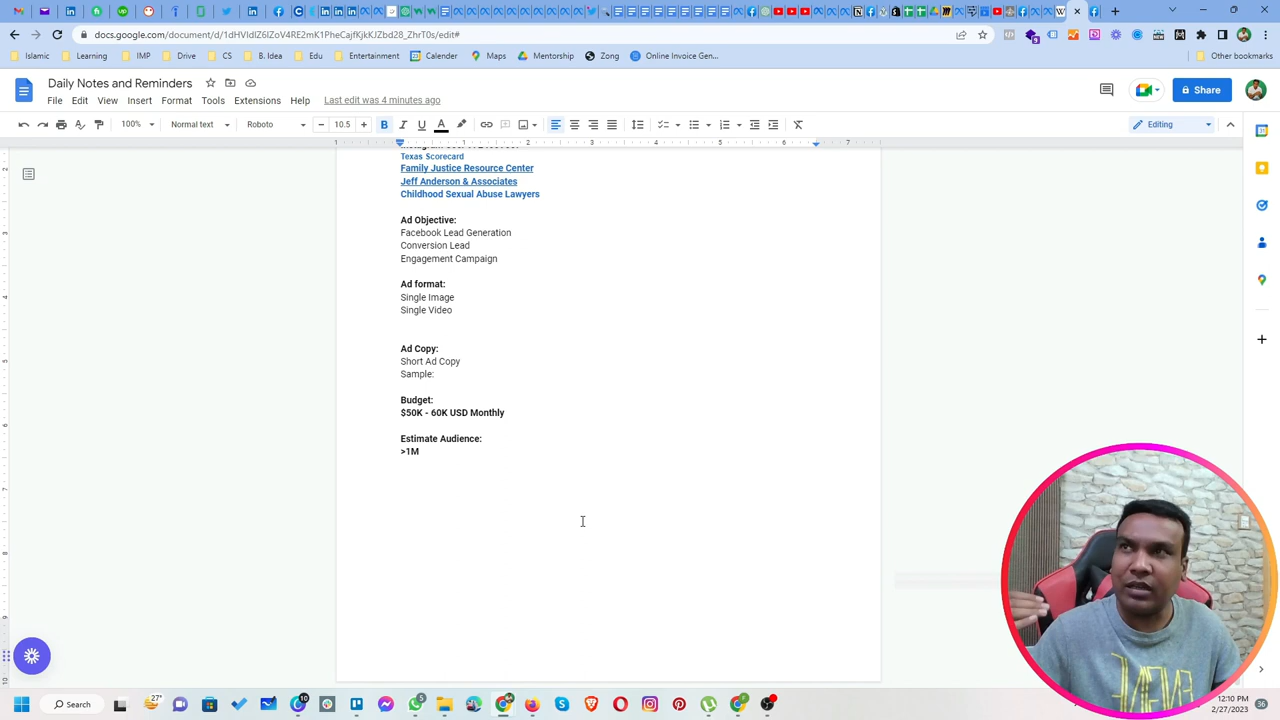 docs.google.com/document/d/1dHVIdlZ6IZoV4RE2mK1PheCajfKjkKJZbd28_ZhrT0s/edit#
Islamic Learning IMP Drive CS B. Idea Edu Entertainment Calender Maps Mentorship Zong Online Invoice Gen... Other bookmarks
Daily Notes and Reminders
File Edit View Insert Format Tools Extensions Help Last edit was 4 minutes ago
Share
100% Normal text Roboto 10.5 Editing
Texas Scorecard
Family Justice Resource Center
Jeff Anderson & Associates
Childhood Sexual Abuse Lawyers
Ad Objective:
Facebook Lead Generation
Conversion Lead
Engagement Campaign
Ad format:
Single Image
Single Video
Ad Copy:
Short Ad Copy
Sample:
Budget:
$50K - 60K USD Monthly
Estimate Audience:
>1M
Search
27°
12:10 PM
2/27/2023
36